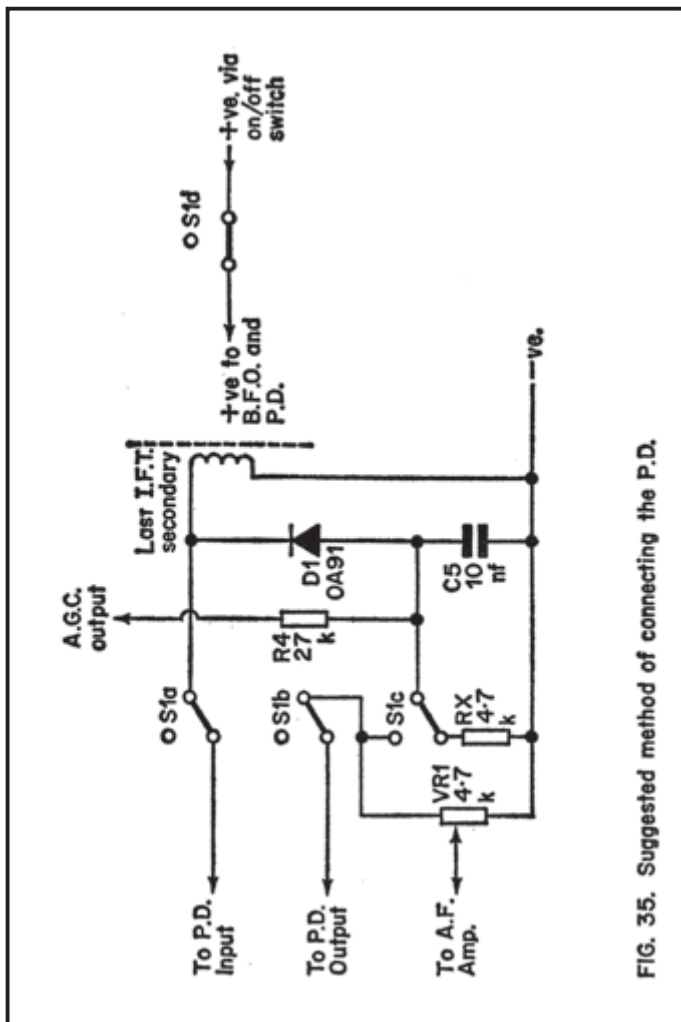 Last I.F.T.
secondary
A.G.C.
output
+ve to
B.F.O. and
P.D.
S1d
+ve via
on/off
switch
S1a
To P.D.
Input
R4
27
k
D1
OA91
S1b
To P.D.
Output
S1c
C5
10
nf
VR1
4·7
k
RX
4·7
k
To A.F.
Amp.
-ve.
FIG. 35. Suggested method of connecting the P.D.